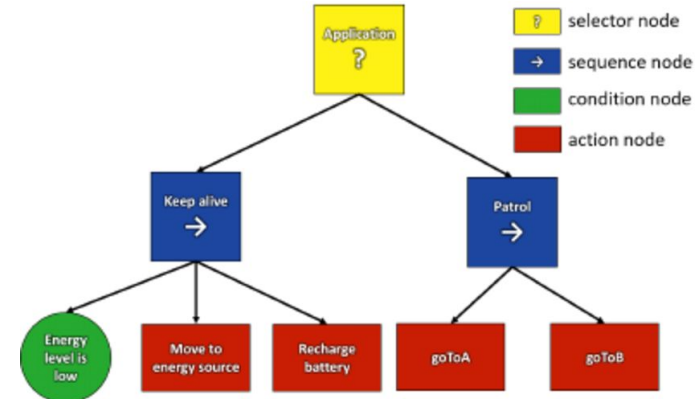 Application
?
? selector node
→ sequence node
condition node
action node
Keep alive
→
Patrol
→
Energy
level is
low
Move to
energy source
Recharge
battery
goToA
goToB